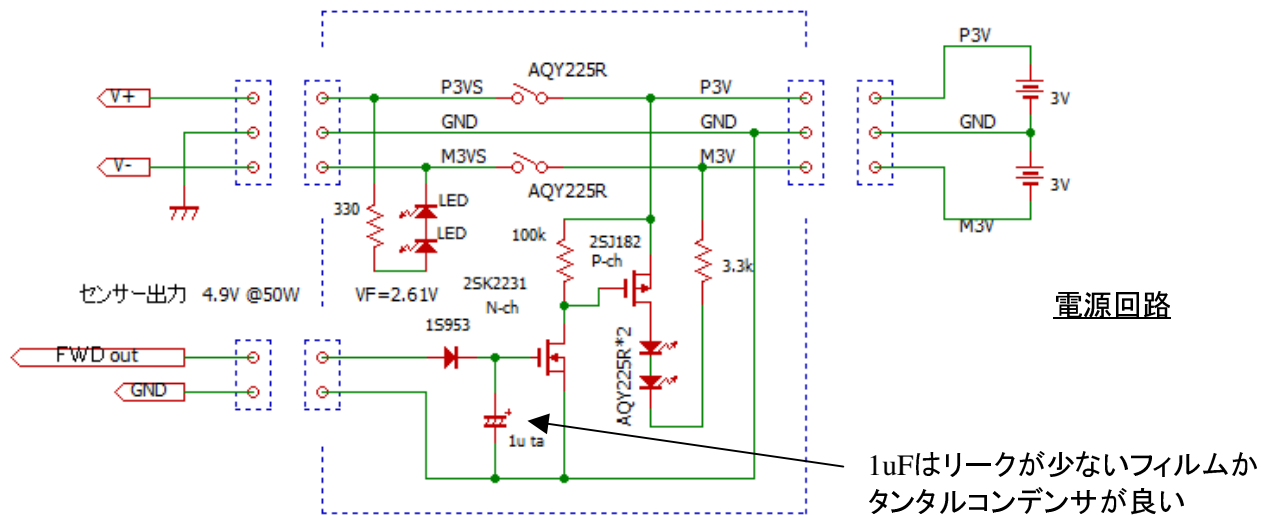 P3V
AQY225R
V+
P3VS
P3V
3V
GND
GND
GND
V-
M3VS
M3V
3V
AQY225R
330
LED
LED
100k
2SJ182
P-ch
3.3k
M3V
センサー出力 4.9V @50W
VF=2.61V
2SK2231
N-ch
電源回路
1S953
FWD out
GND
AQY225R*2
1u ta
1uFはリークが少ないフィルムか
タンタルコンデンサが良い